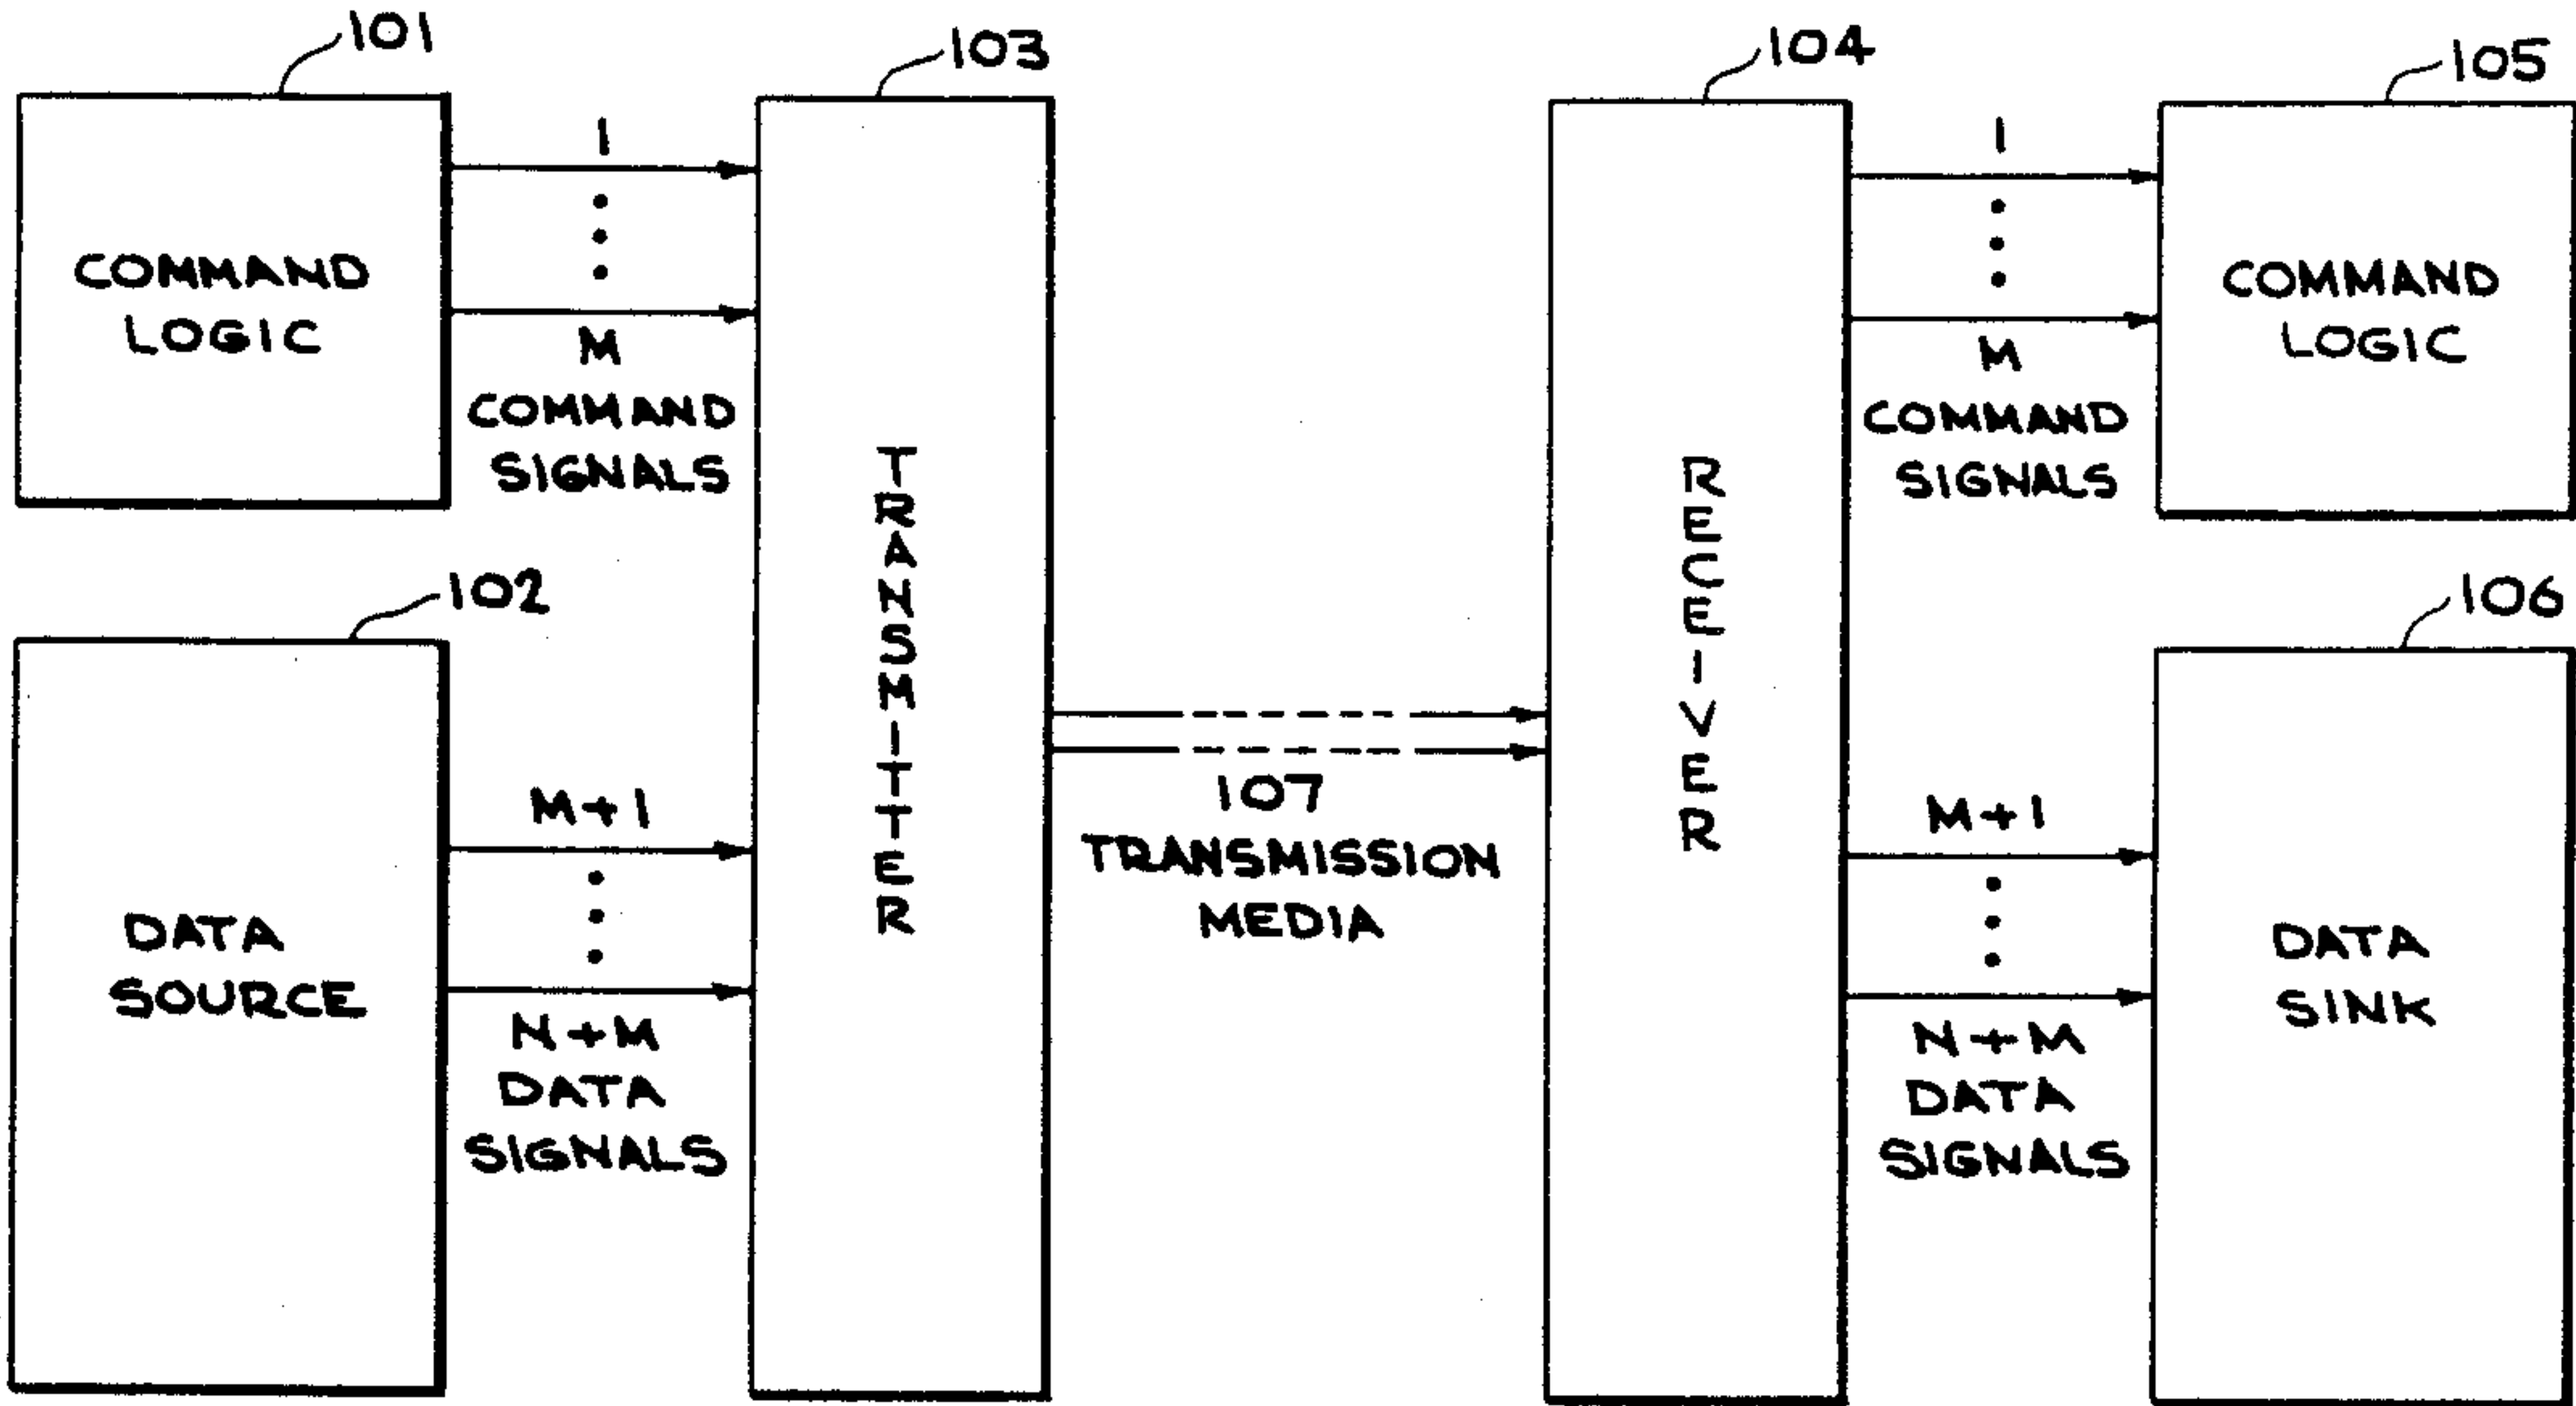 101
103
104
105
1
1
COMMAND
LOGIC
M
COMMAND
SIGNALS
TRANSMITTER
RECEIVER
M
COMMAND
SIGNALS
COMMAND
LOGIC
102
106
DATA
SOURCE
M+1
N+M
DATA
SIGNALS
107
TRANSMISSION
MEDIA
M+1
N+M
DATA
SIGNALS
DATA
SINK